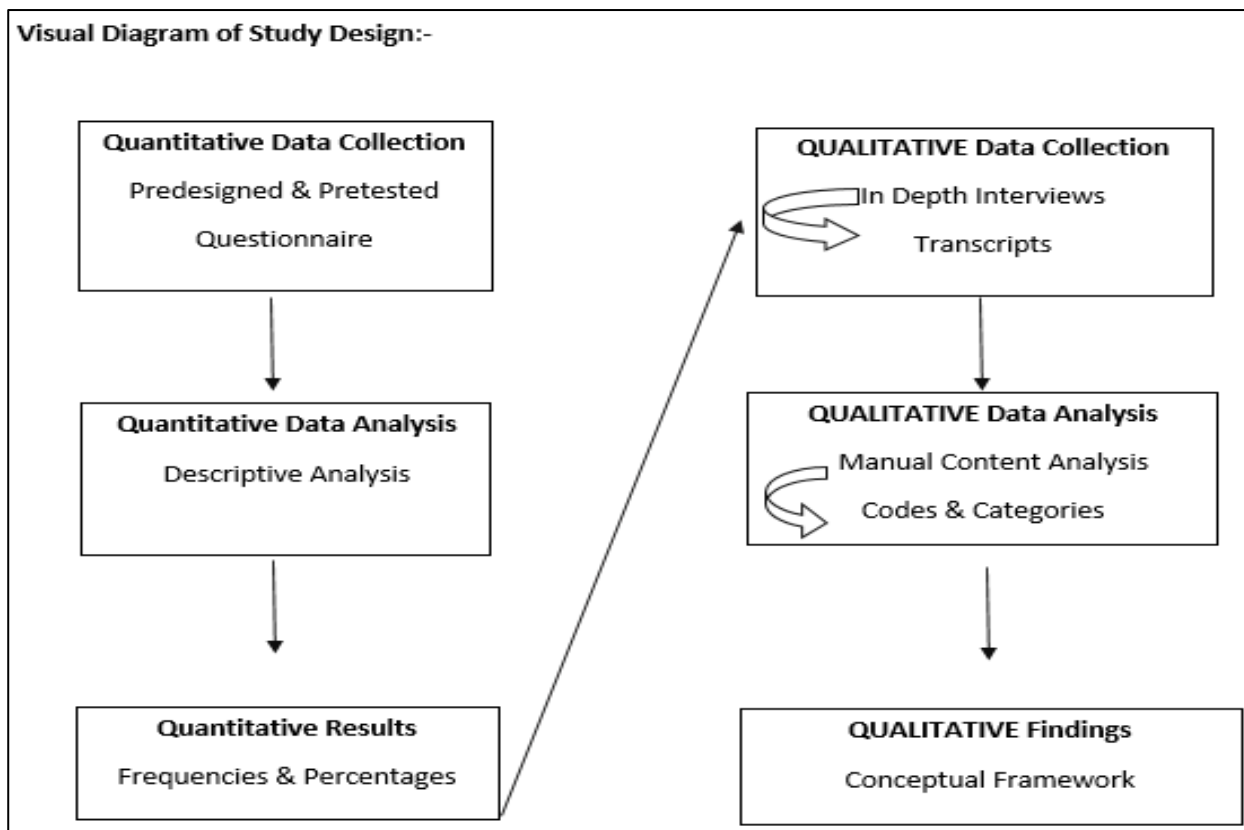 Visual Diagram of Study Design:-
Quantitative Data Collection
Predesigned & Pretested
Questionnaire
Quantitative Data Analysis
Descriptive Analysis
Quantitative Results
Frequencies & Percentages
QUALITATIVE Data Collection
In Depth Interviews
Transcripts
QUALITATIVE Data Analysis
Manual Content Analysis
Codes & Categories
QUALITATIVE Findings
Conceptual Framework